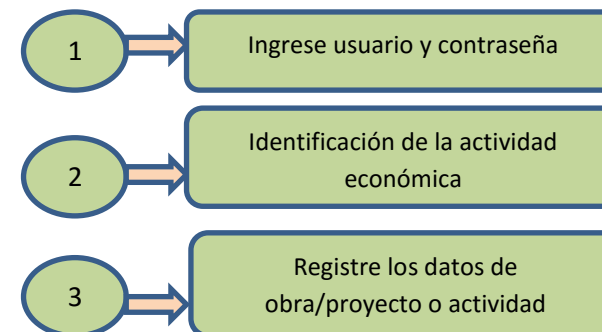 1
Ingrese usuario y contraseña
2
Identificación de la actividad
económica
3
Registre los datos de
obra/proyecto o actividad